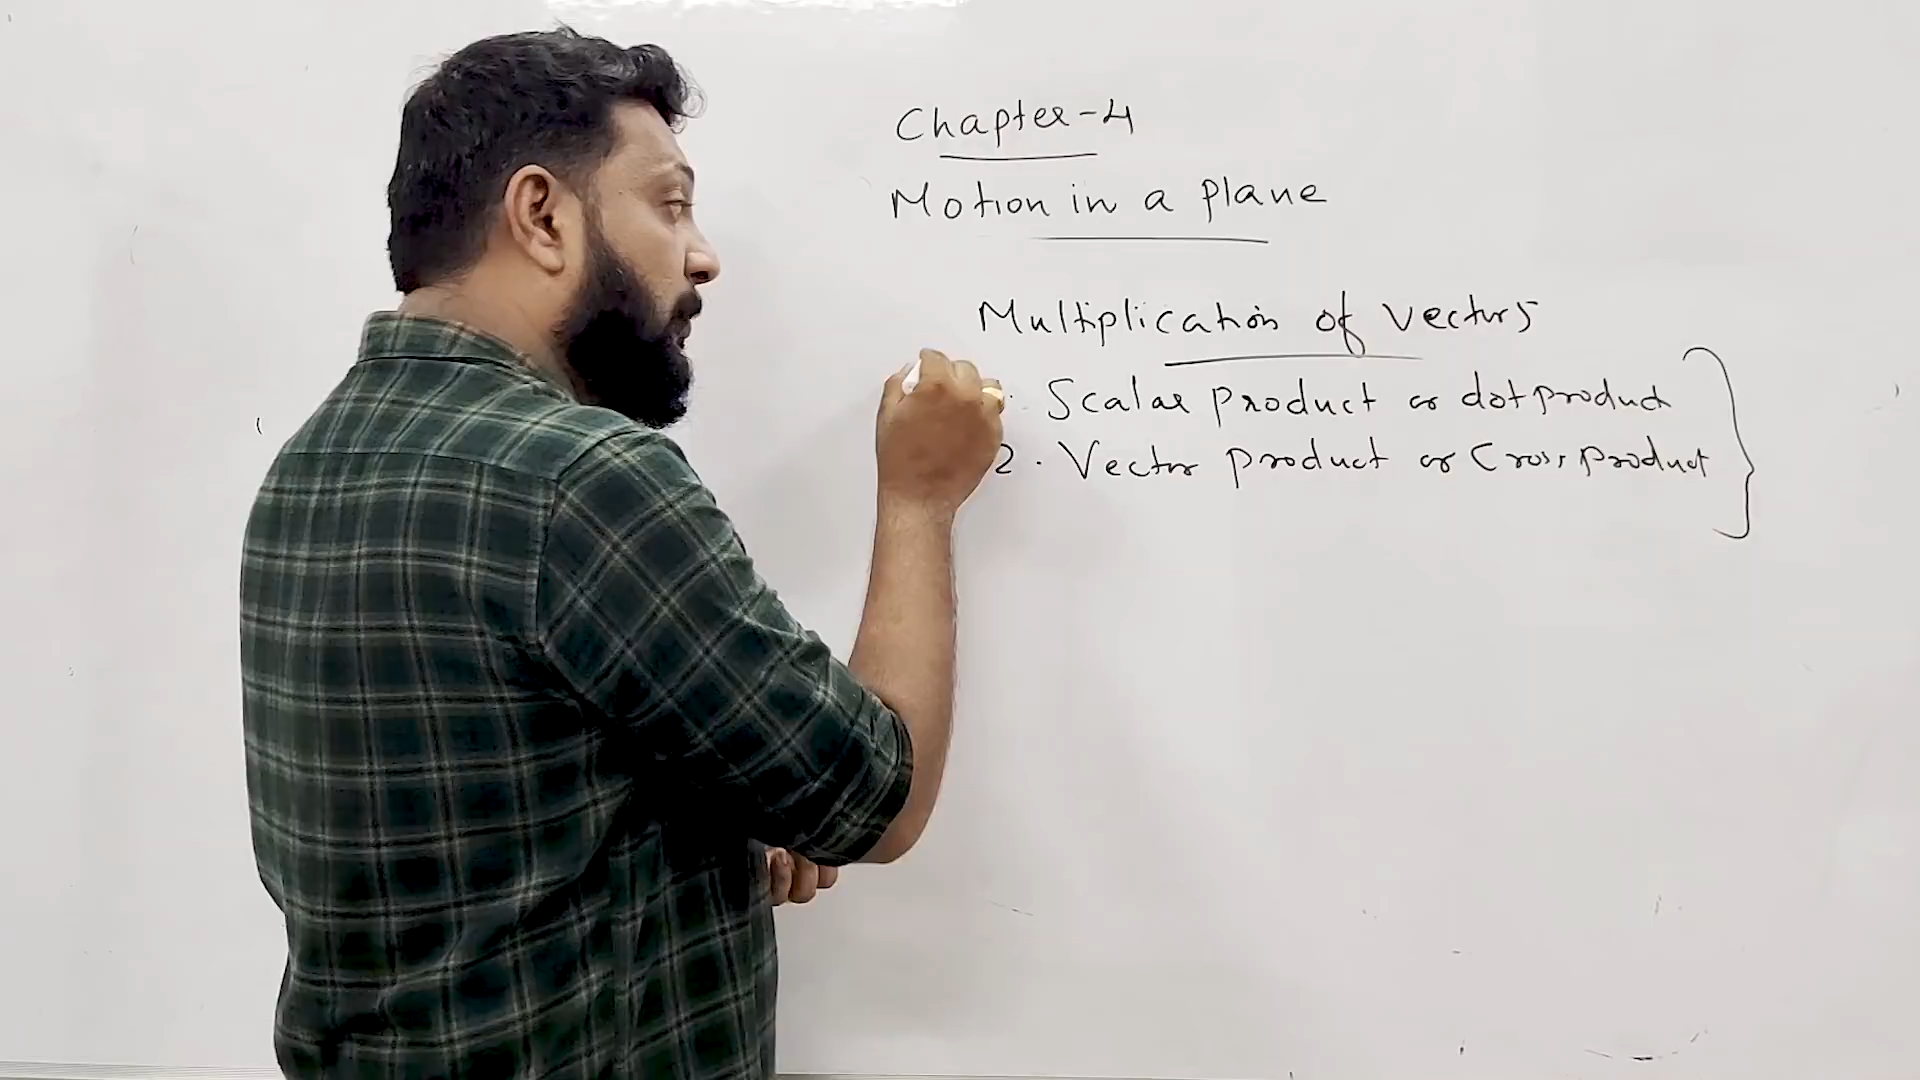 Chapter-4
Motion in a plane
Multiplication of vectors
. Scalar product or dot product
2. Vector product or Cross product